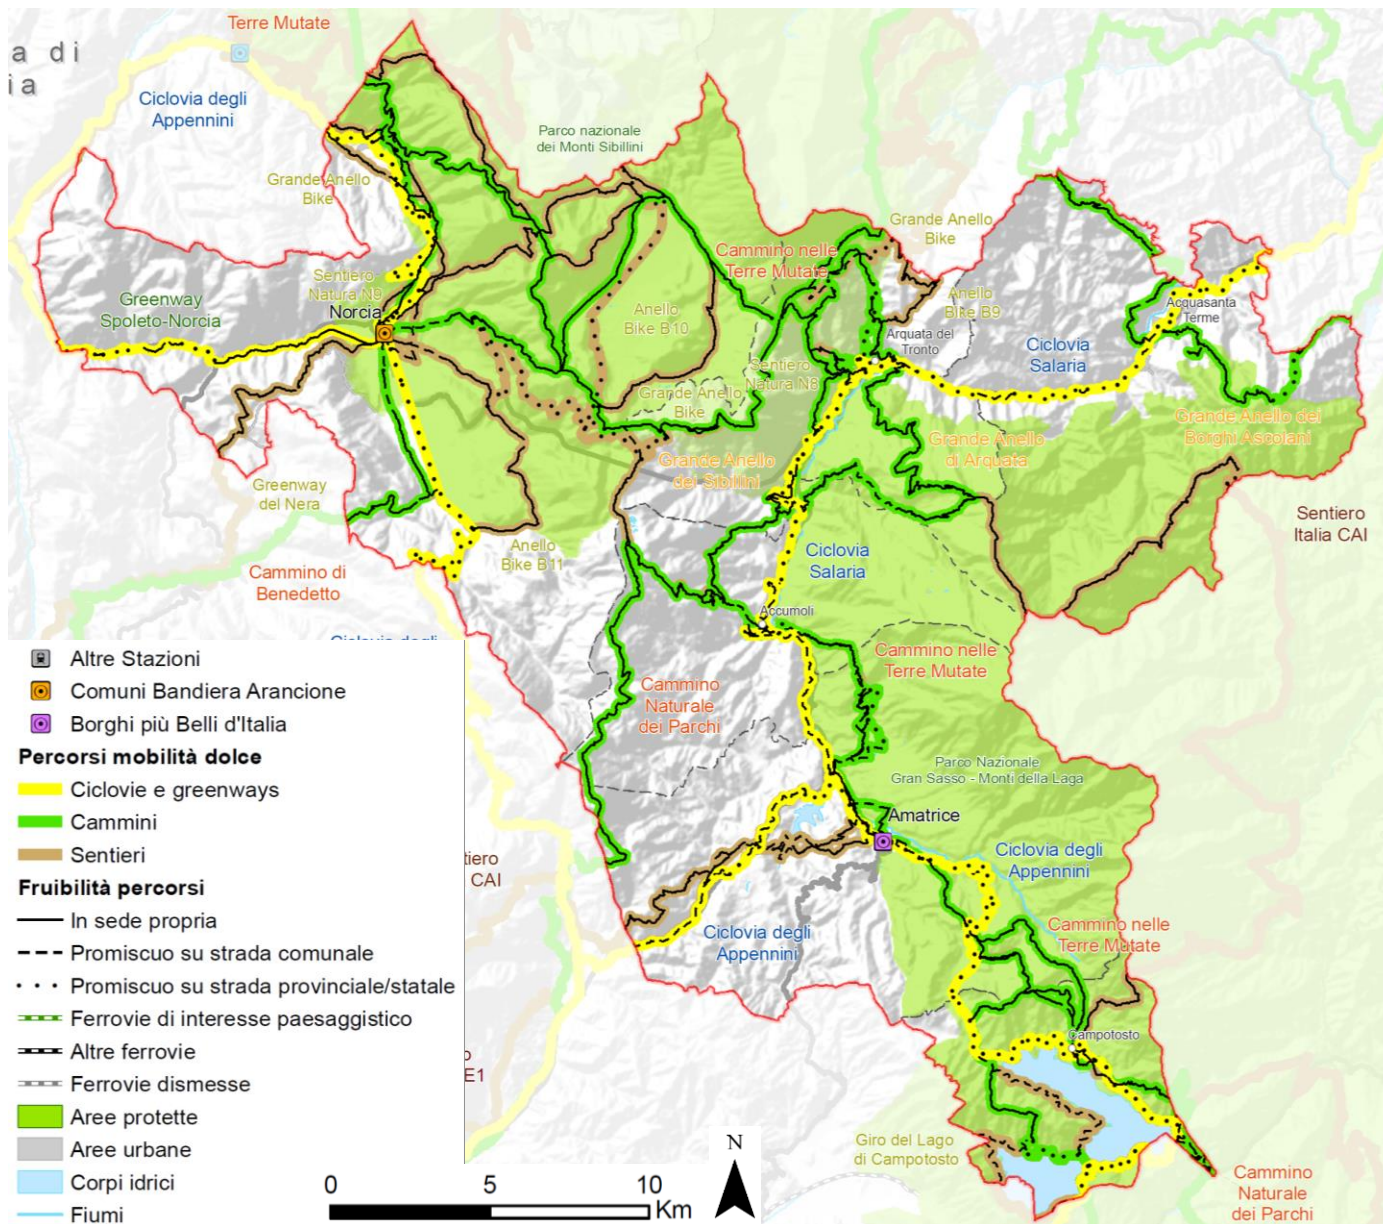 Terre Mutate
a di
ia
Ciclovia degli
Appennini
Parco nazionale
dei Monti Sibillini
Grande Anello
Bike
Grande Anello
Bike
Cammino nelle
Terre Mutate
Sentiero
Natura N9
Norcia
Greenway
Spoleto-Norcia
Anello
Bike B10
Anello
Bike B9
Acquasanta
Terme
Arquata del
Tronto
Ciclovia
Salaria
Sentiero
Natura N8
Grande Anello
Bike
Grande Anello dei
Borghi Ascolani
Grande Anello
di Arquata
Grande Anello
dei Sibillini
Greenway
del Nera
Sentiero
Italia CAI
Anello
Bike B11
Ciclovia
Salaria
Cammino di
Benedetto
Accumoli
Ciclovia degli
Cammino nelle
Terre Mutate
Cammino
Naturale
dei Parchi
Parco Nazionale
Gran Sasso - Monti della Laga
Amatrice
Ciclovia degli
Appennini
tiero
CAI
Cammino nelle
Terre Mutate
Ciclovia degli
Appennini
Campotosto
E1
Giro del Lago
di Campotosto
Cammino
Naturale
dei Parchi
Altre Stazioni
Comuni Bandiera Arancione
Borghi più Belli d'Italia
Percorsi mobilità dolce
Ciclovie e greenways
Cammini
Sentieri
Fruibilità percorsi
In sede propria
Promiscuo su strada comunale
Promiscuo su strada provinciale/statale
Ferrovie di interesse paesaggistico
Altre ferrovie
Ferrovie dismesse
Aree protette
Aree urbane
Corpi idrici
Fiumi
0 5 10
Km
N